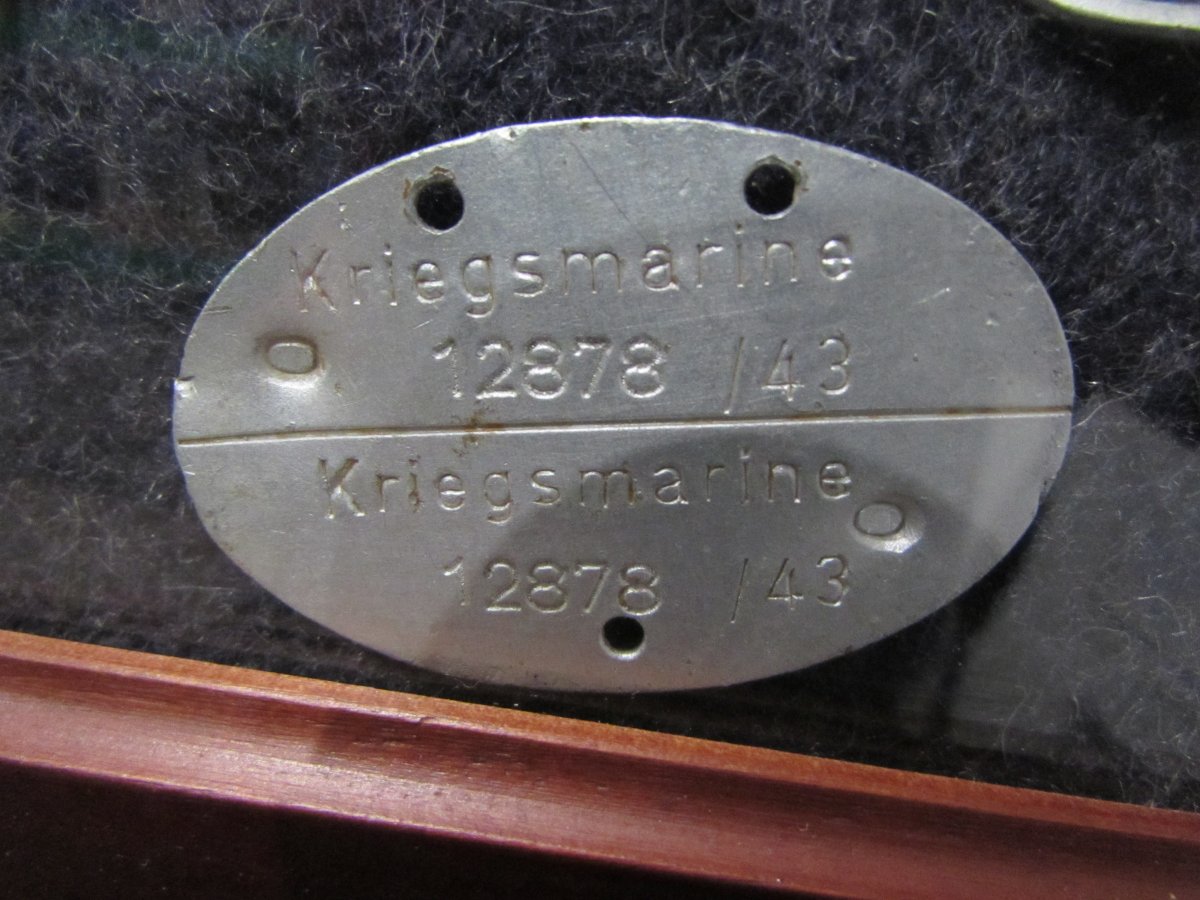 Kriegsmarine
O 12878 /43
Kriegsmarine
O
12878 /43